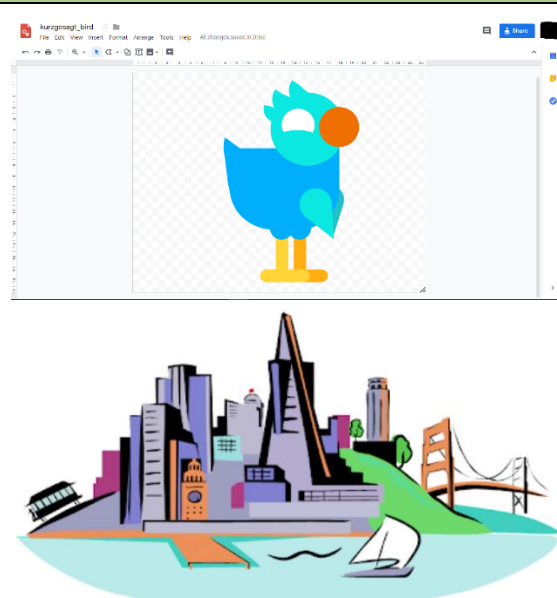 kurzgesagt_bird
File Edit View Insert Format Arrange Tools Help All changes saved in Drive
Share